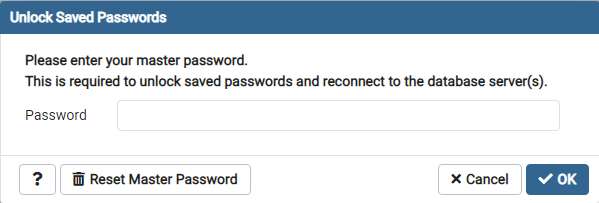 Unlock Saved Passwords
Please enter your master password.
This is required to unlock saved passwords and reconnect to the database server(s).
Password
? Reset Master Password Cancel OK